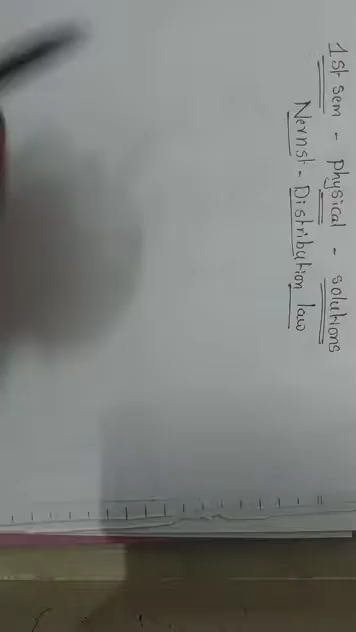 1st sem - physical - solutions
Nernst - Distribution law